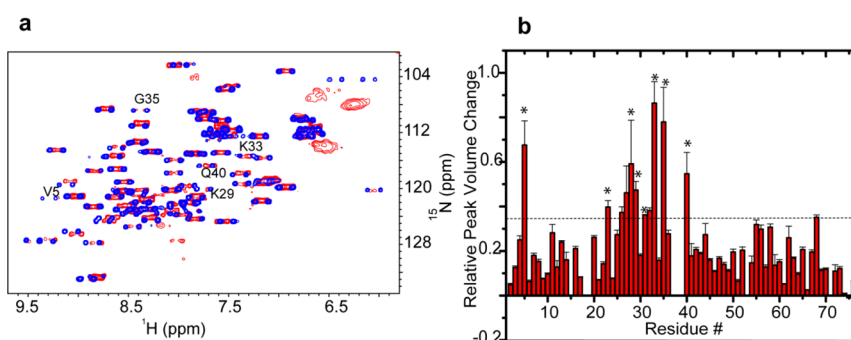 a
G35
K33
Q40
V5
K29
104
112
120
128
15N (ppm)
9.5 8.5 7.5 6.5
1H (ppm)
b
Relative Peak Volume Change
1.0
0.6
0.2
-0.2
* * * * * * * *
10 20 30 40 50 60 70
Residue #